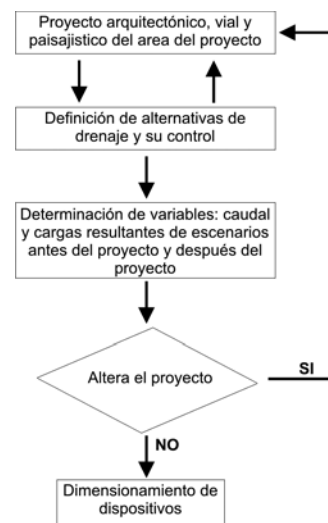 Proyecto arquitectónico, vial y
paisajistico del area del proyecto
Definición de alternativas de
drenaje y su control
Determinación de variables: caudal
y cargas resultantes de escenarios
antes del proyecto y después del
proyecto
Altera el proyecto
SI
NO
Dimensionamiento de
dispositivos